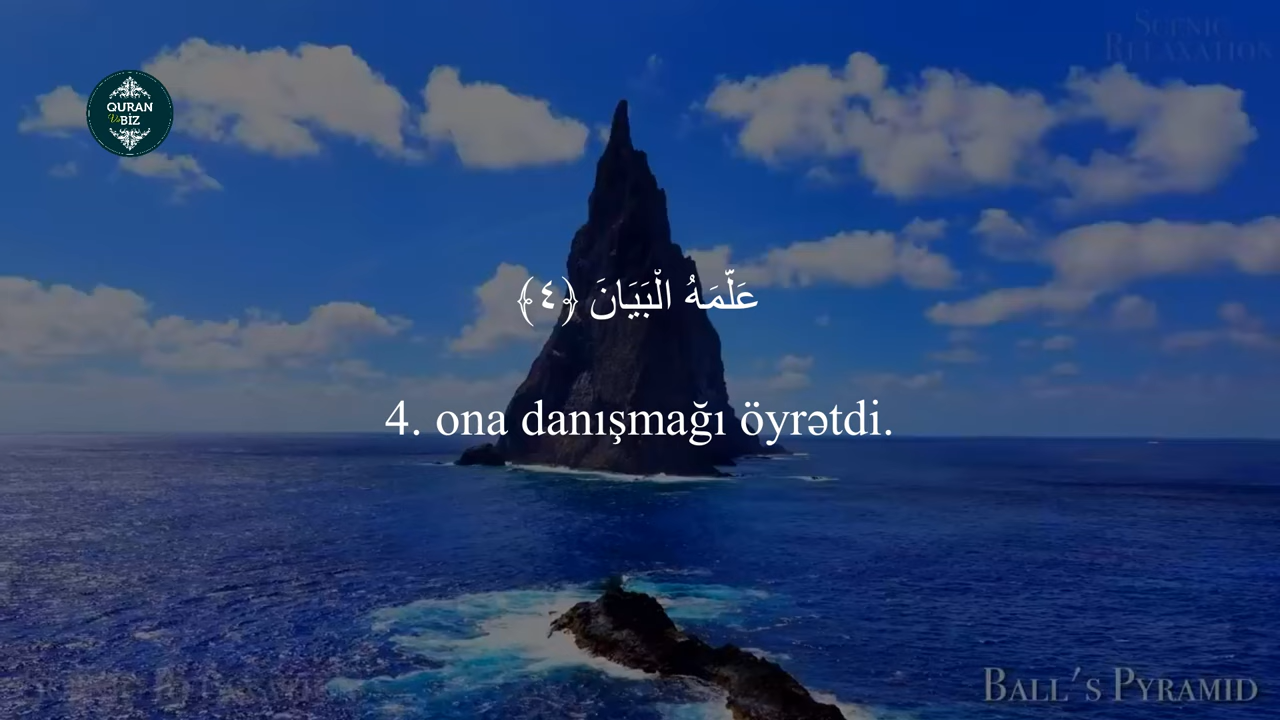 SCENIC
RELAXATION
QURAN
Və BİZ
عَلَّمَهُ الْبَيَانَ ﴿٤﴾
4. ona danışmağı öyrətdi.
BALL'S PYRAMID